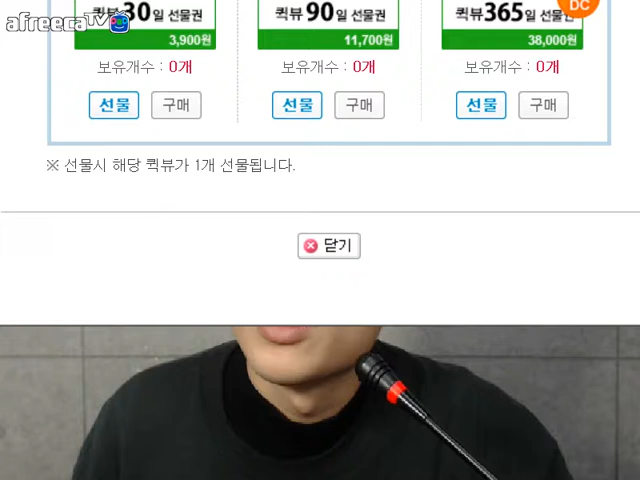 afreecaTV
퀵뷰30일 선물권 퀵뷰90일 선물권 퀵뷰365일 선물권
DC
3,900원 11,700원 38,000원
보유개수 : 0개 보유개수 : 0개 보유개수 : 0개
선물 구매 선물 구매 선물 구매
※ 선물시 해당 퀵뷰가 1개 선물됩니다.
닫기